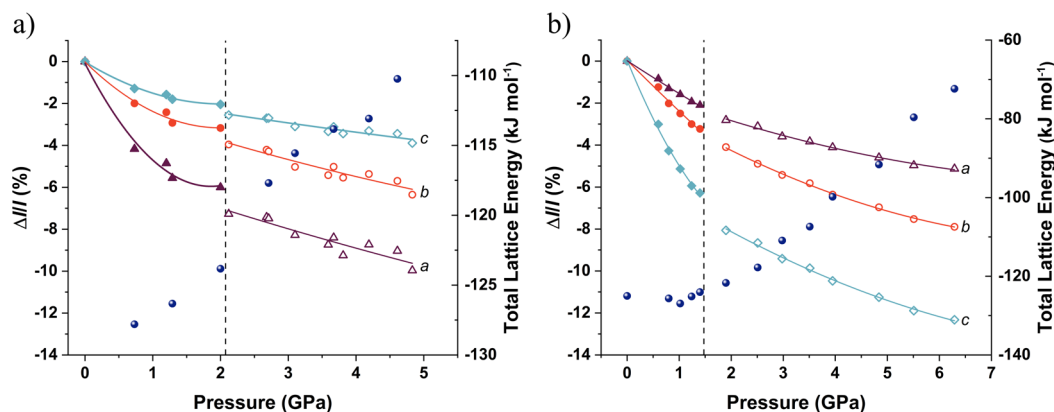 a)
Δl/l (%)
0
-2
-4
-6
-8
-10
-12
-14
0 1 2 3 4 5
Pressure (GPa)
-110
-115
-120
-125
-130
Total Lattice Energy (kJ mol⁻¹)
c
b
a
b)
Δl/l (%)
0
-2
-4
-6
-8
-10
-12
-14
0 1 2 3 4 5 6 7
Pressure (GPa)
-60
-80
-100
-120
-140
Total Lattice Energy (kJ mol⁻¹)
a
b
c